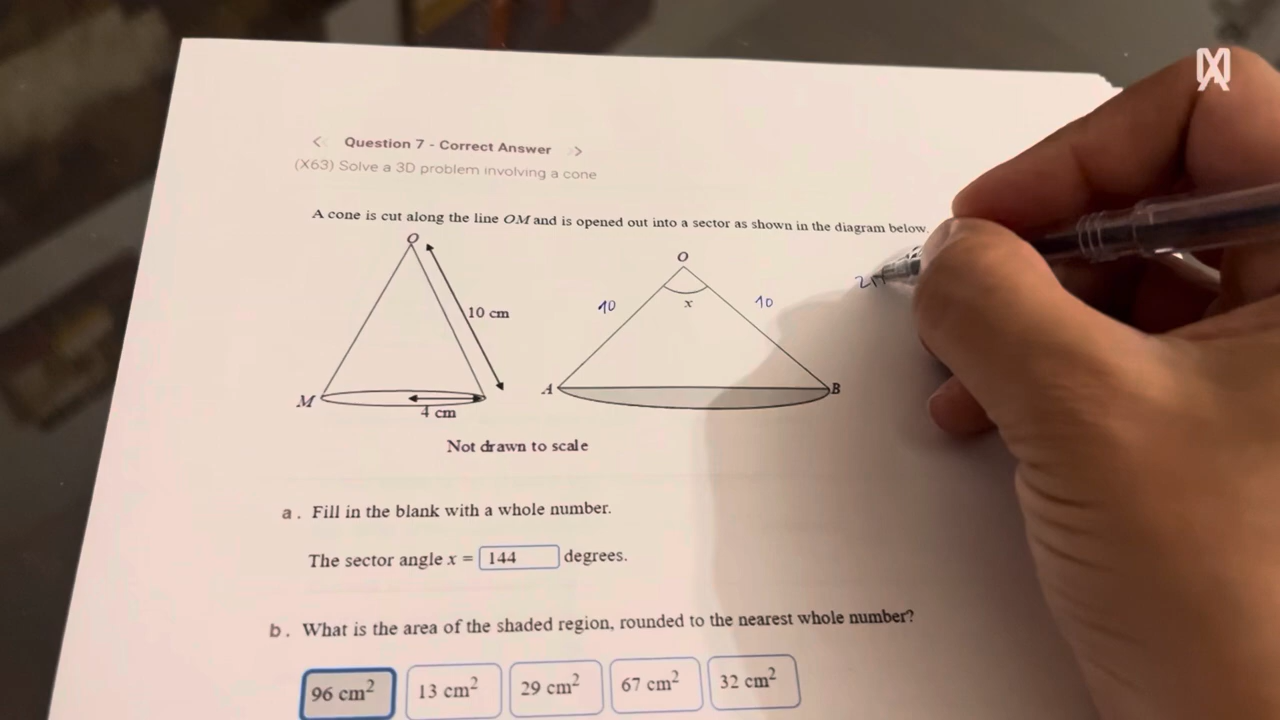 Question 7 - Correct Answer
(X63) Solve a 3D problem involving a cone
A cone is cut along the line OM and is opened out into a sector as shown in the diagram below.
O
O
10 cm
10
x
10
M
4 cm
A
B
Not drawn to scale
a. Fill in the blank with a whole number.
The sector angle x = 144 degrees.
b. What is the area of the shaded region, rounded to the nearest whole number?
96 cm²
13 cm²
29 cm²
67 cm²
32 cm²